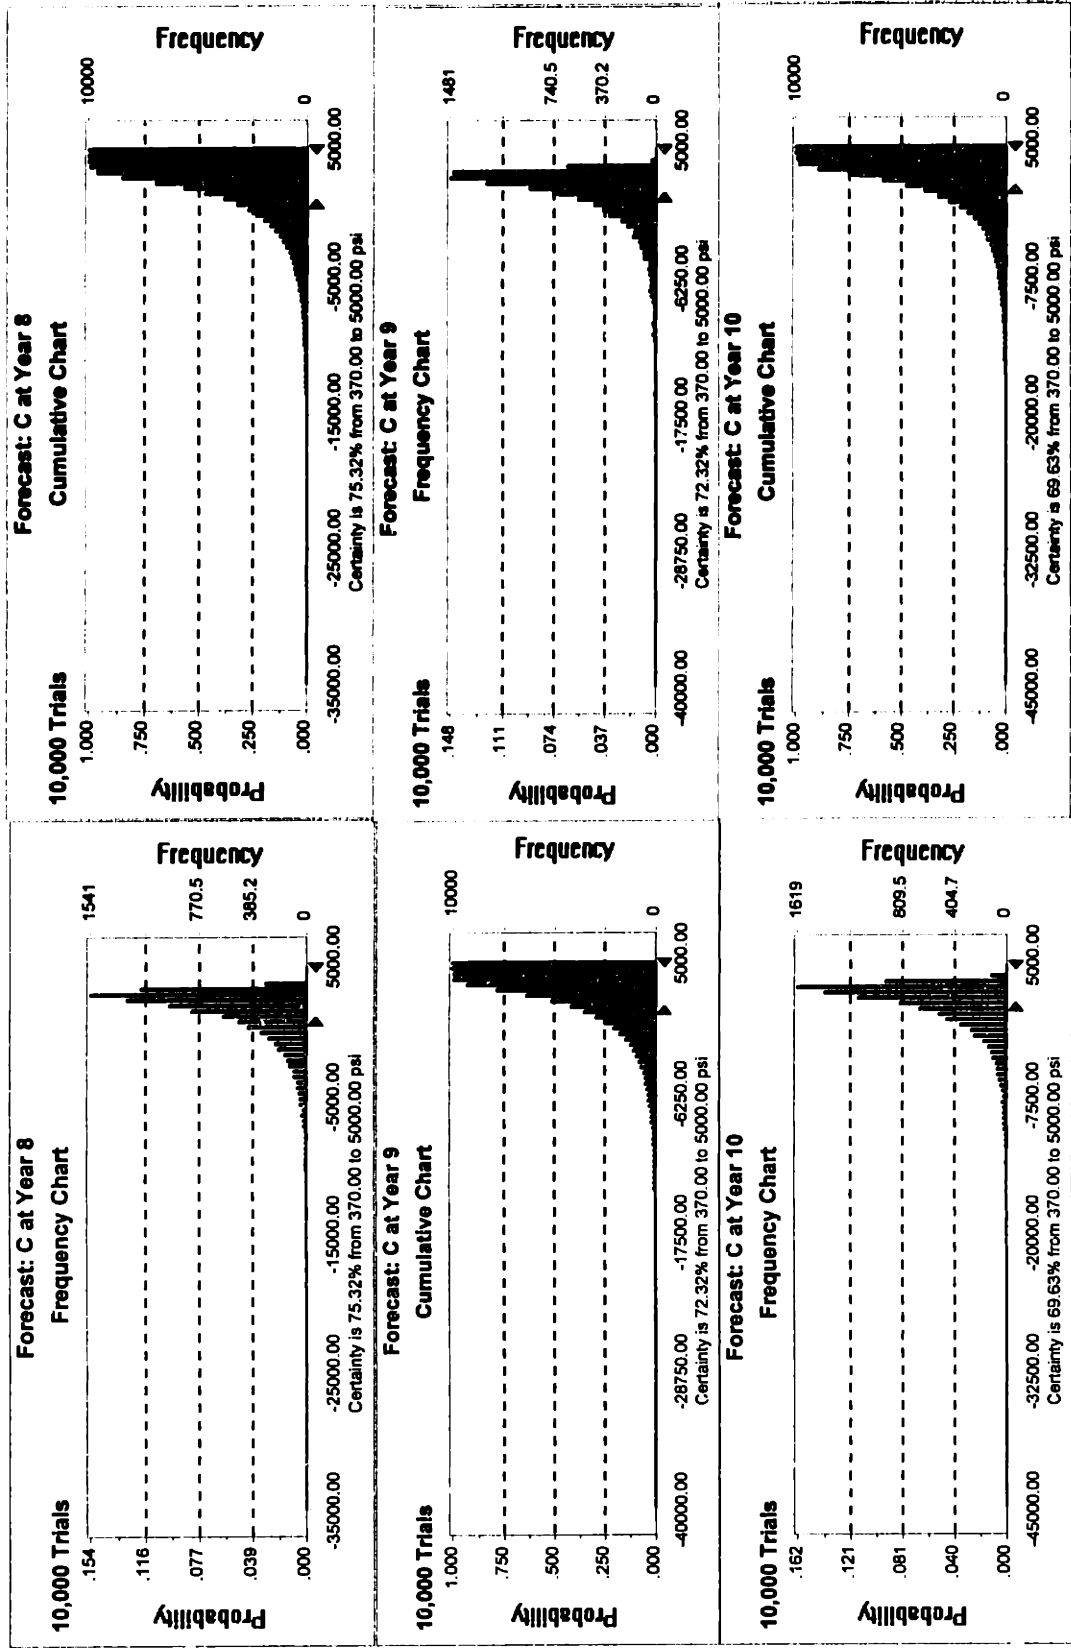 Forecast: C at Year 8
10,000 Trials Frequency Chart
.154 1541
.116
.077 770.5
.039 385.2
.000 0
Probability
Frequency
-35000.00 -25000.00 -15000.00 -5000.00 5000.00
Certainty is 75.32% from 370.00 to 5000.00 psi
Forecast: C at Year 8
10,000 Trials Cumulative Chart
1.000 10000
.750
.500
.250
.000 0
Probability
Frequency
-35000.00 -25000.00 -15000.00 -5000.00 5000.00
Certainty is 75.32% from 370.00 to 5000.00 psi
Forecast: C at Year 9
10,000 Trials Cumulative Chart
1.000 10000
.750
.500
.250
.000 0
Probability
Frequency
-40000.00 -28750.00 -17500.00 -6250.00 5000.00
Certainty is 72.32% from 370.00 to 5000.00 psi
Forecast: C at Year 9
10,000 Trials Frequency Chart
.148 1481
.111
.074 740.5
.037 370.2
.000 0
Probability
Frequency
-40000.00 -28750.00 -17500.00 -6250.00 5000.00
Certainty is 72.32% from 370.00 to 5000.00 psi
Forecast: C at Year 10
10,000 Trials Frequency Chart
.162 1619
.121
.081 809.5
.040 404.7
.000 0
Probability
Frequency
-45000.00 -32500.00 -20000.00 -7500.00 5000.00
Certainty is 69.63% from 370.00 to 5000.00 psi
Forecast: C at Year 10
10,000 Trials Cumulative Chart
1.000 10000
.750
.500
.250
.000 0
Probability
Frequency
-45000.00 -32500.00 -20000.00 -7500.00 5000.00
Certainty is 69.63% from 370.00 to 5000.00 psi